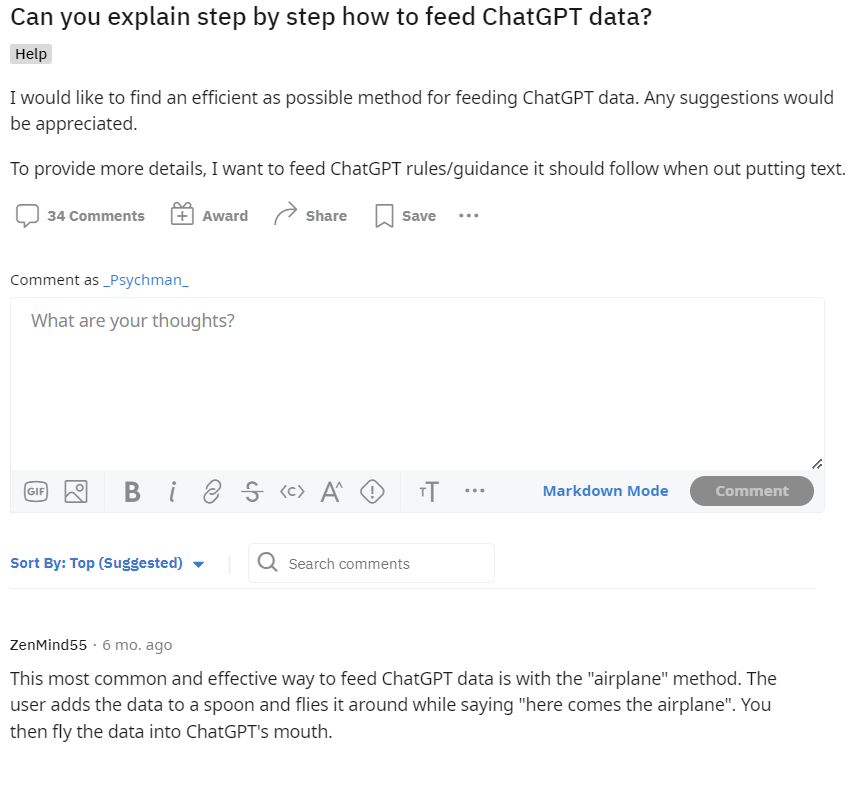 Can you explain step by step how to feed ChatGPT data?
Help
I would like to find an efficient as possible method for feeding ChatGPT data. Any suggestions would
be appreciated.
To provide more details, I want to feed ChatGPT rules/guidance it should follow when out putting text.
34 Comments Award Share Save
Comment as _Psychman_
What are your thoughts?
GIF B i <c> A^ ! TT Markdown Mode Comment
Sort By: Top (Suggested) Search comments
ZenMind55 · 6 mo. ago
This most common and effective way to feed ChatGPT data is with the "airplane" method. The
user adds the data to a spoon and flies it around while saying "here comes the airplane". You
then fly the data into ChatGPT's mouth.